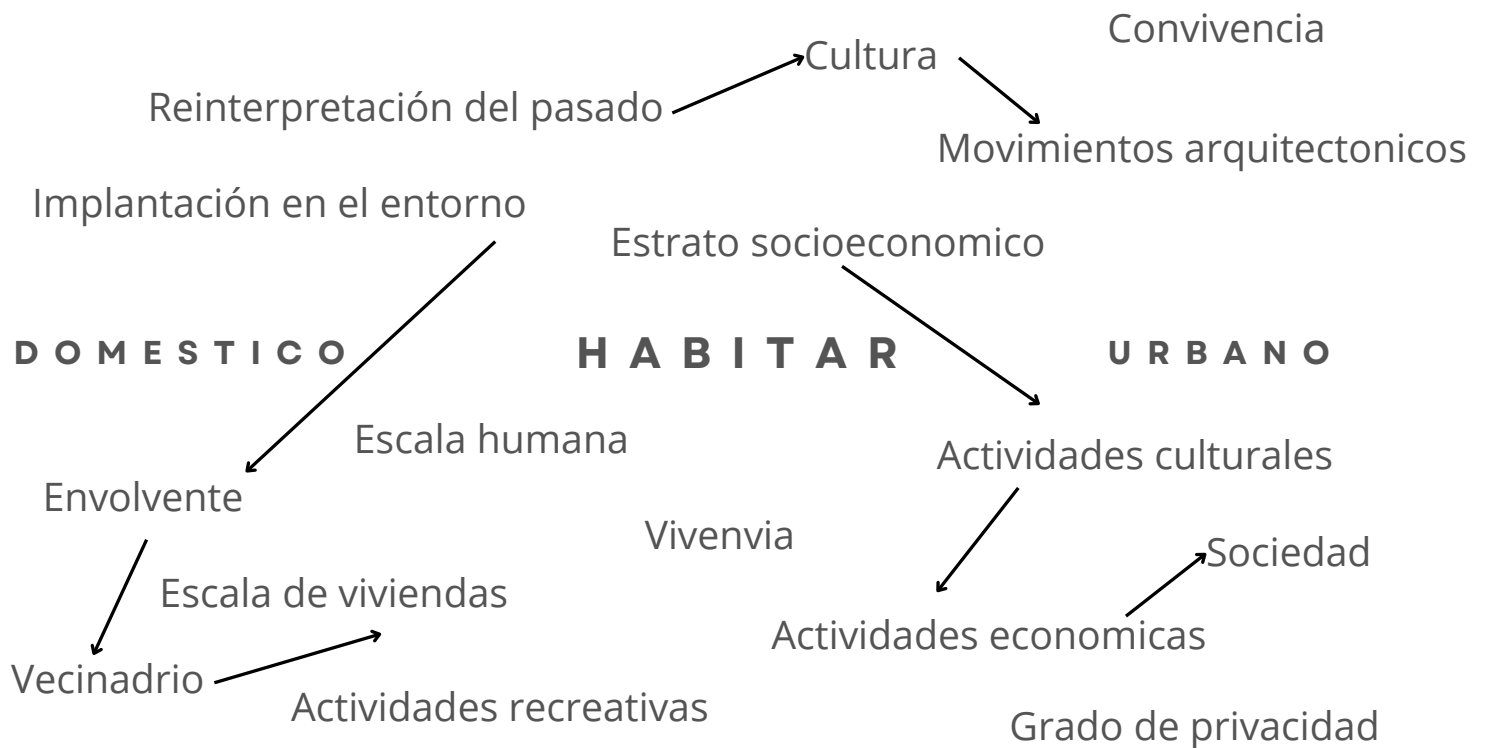 Convivencia
Cultura
Reinterpretación del pasado
Movimientos arquitectonicos
Implantación en el entorno
Estrato socioeconomico
DOMESTICO
HABITAR
URBANO
Escala humana
Actividades culturales
Envolvente
Vivenvia
Sociedad
Escala de viviendas
Actividades economicas
Vecinadrio
Actividades recreativas
Grado de privacidad